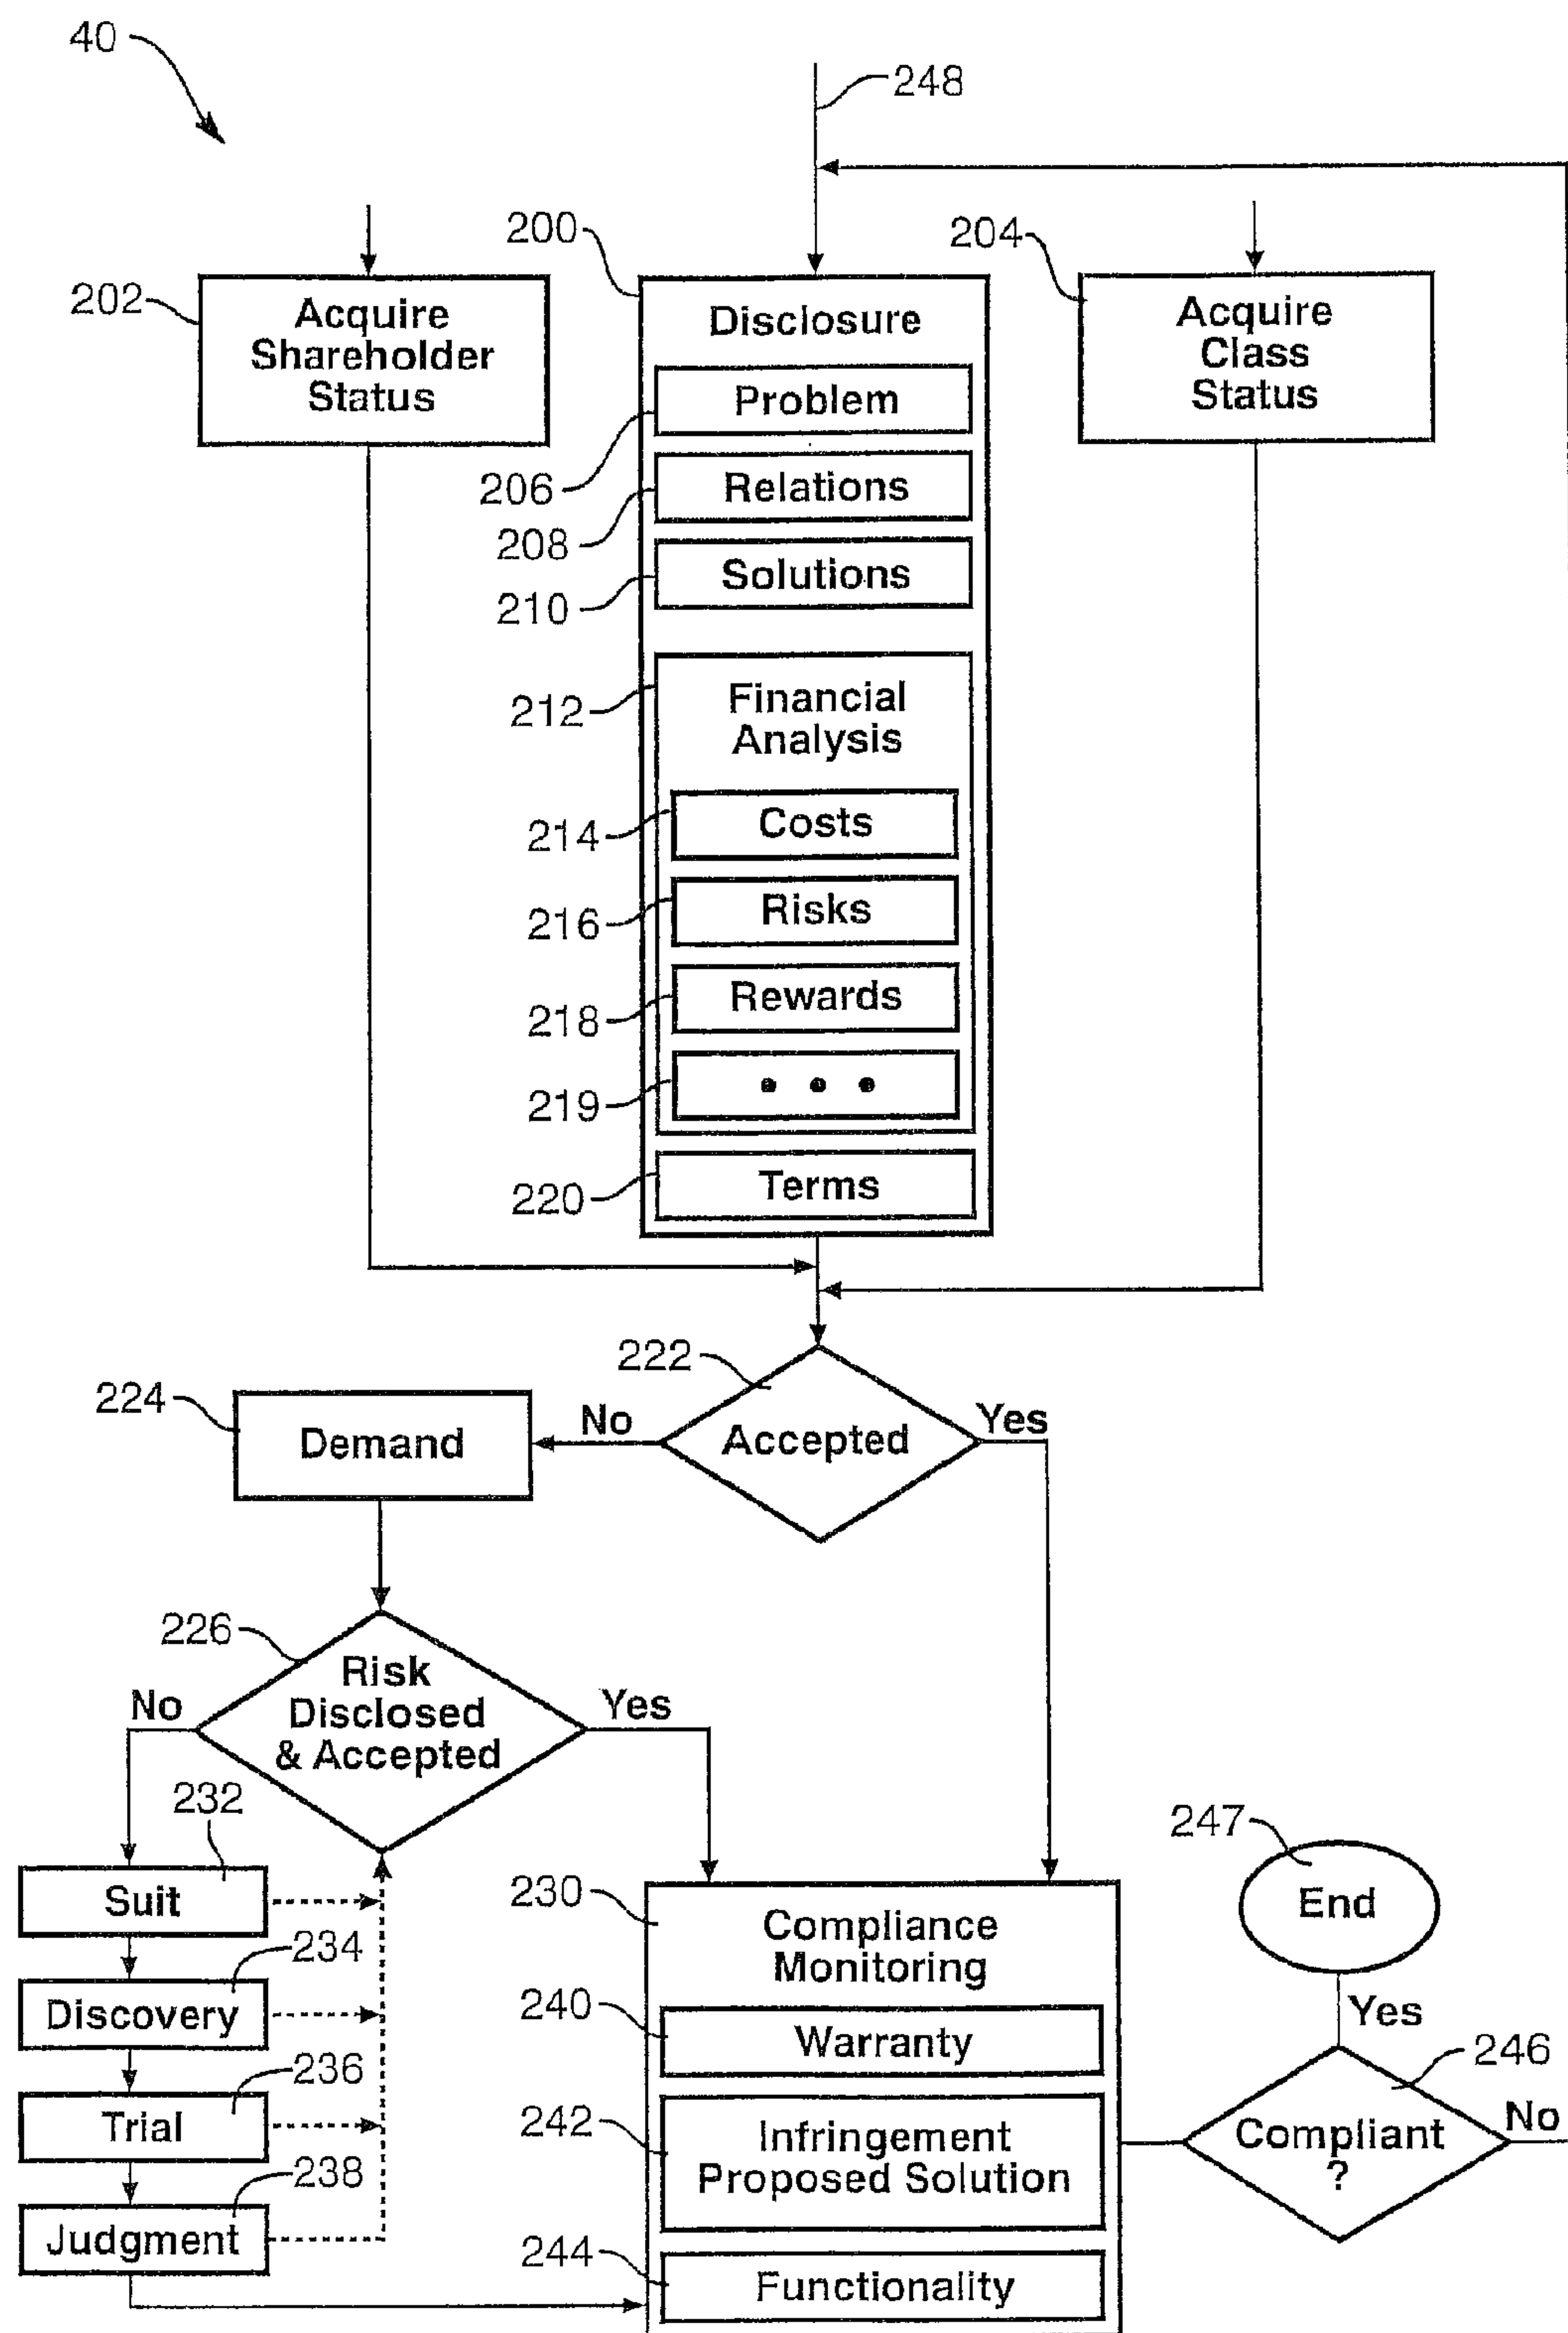 40
248
200
204
202
Acquire
Shareholder
Status
Disclosure
Acquire
Class
Status
Problem
206
Relations
208
Solutions
210
212
Financial
Analysis
214
Costs
216
Risks
218
Rewards
219
• • •
220
Terms
222
224
Demand
No
Accepted
Yes
226
Risk
Disclosed
& Accepted
No
Yes
232
Suit
234
Discovery
236
Trial
238
Judgment
230
Compliance
Monitoring
240
Warranty
242
Infringement
Proposed Solution
244
Functionality
247
End
Yes
246
Compliant
?
No